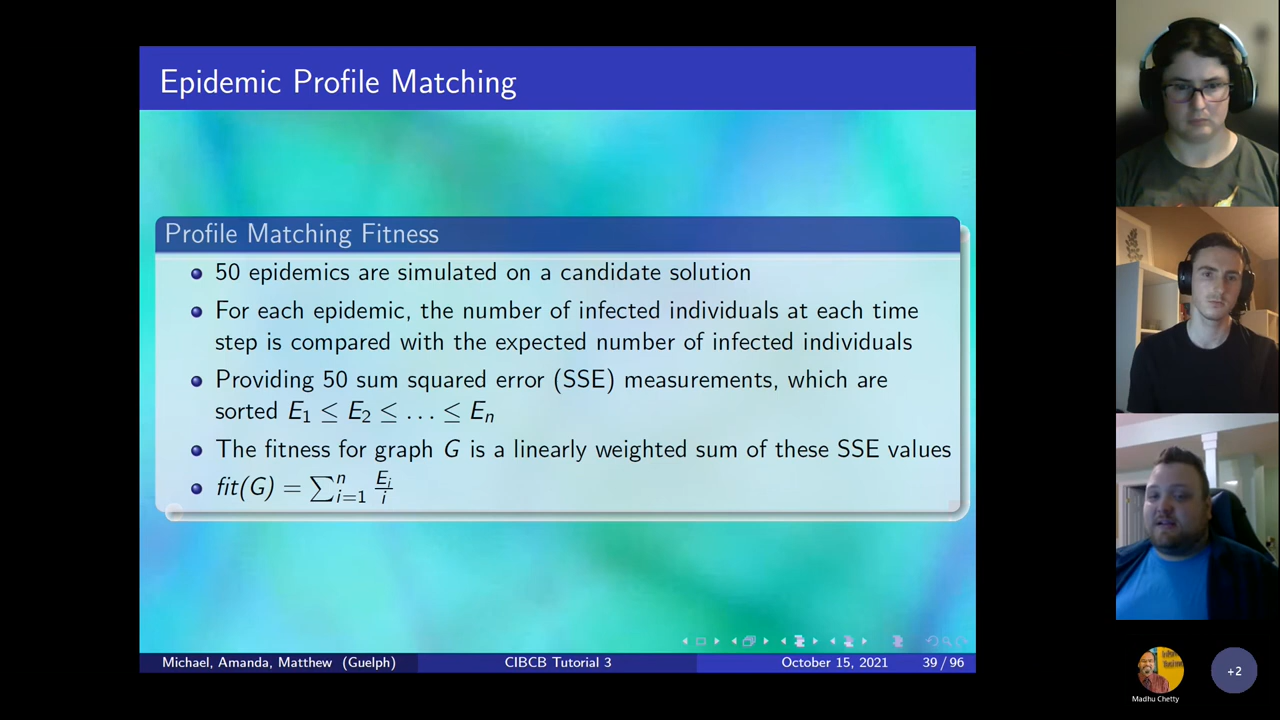 Epidemic Profile Matching
Profile Matching Fitness
50 epidemics are simulated on a candidate solution
For each epidemic, the number of infected individuals at each time
step is compared with the expected number of infected individuals
Providing 50 sum squared error (SSE) measurements, which are
sorted E₁ ≤ E₂ ≤ ... ≤ Eₙ
The fitness for graph G is a linearly weighted sum of these SSE values
fit(G) = ∑ⁿᵢ₌₁ Eᵢ/i
Michael, Amanda, Matthew (Guelph) CIBCB Tutorial 3 October 15, 2021 39 / 96
Madhu Chetty
+2